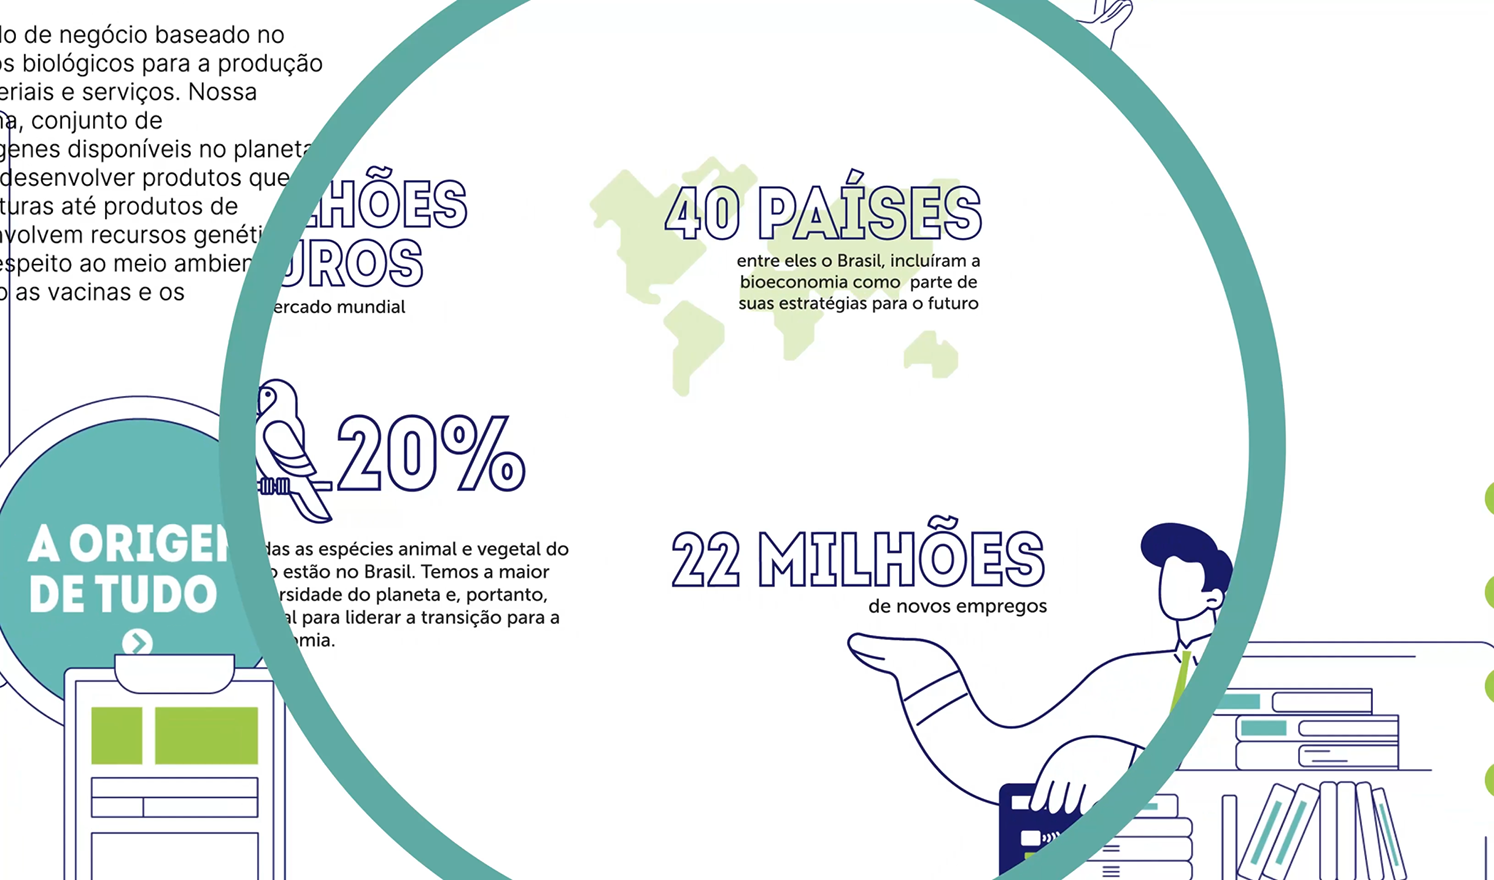 do de negócio baseado no
os biológicos para a produção
eriais e serviços. Nossa
na, conjunto de
genes disponíveis no planeta
desenvolver produtos que
turas até produtos de
nvolvem recursos genéti
espeito ao meio ambien
o as vacinas e os
LHÕES
UROS
ercado mundial
40 PAÍSES
entre eles o Brasil, incluíram a
bioeconomia como parte de
suas estratégias para o futuro
20%
das as espécies animal e vegetal do
o estão no Brasil. Temos a maior
rsidade do planeta e, portanto,
al para liderar a transição para a
omia.
22 MILHÕES
de novos empregos
A ORIGEM
DE TUDO